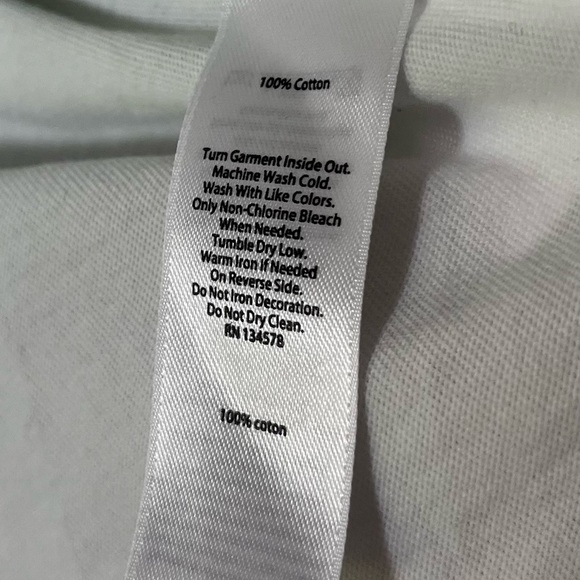 100% Cotton
Turn Garment Inside Out.
Machine Wash Cold.
Wash With Like Colors.
Only Non-Chlorine Bleach
When Needed.
Tumble Dry Low.
Warm Iron If Needed
On Reverse Side.
Do Not Iron Decoration.
Do Not Dry Clean.
RN 134578
100% coton